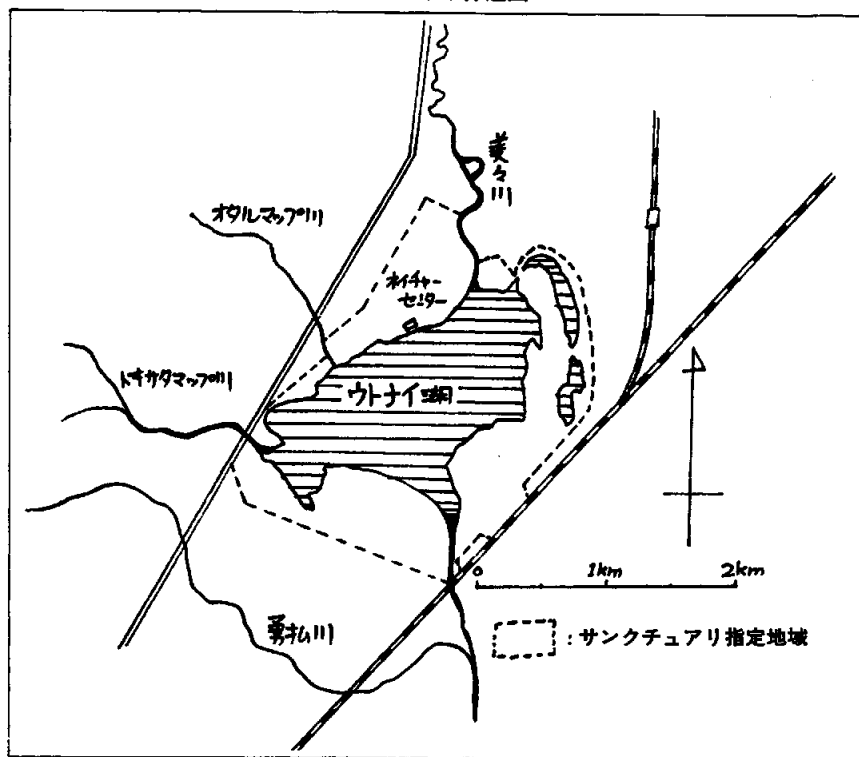 美々川
オタルマップ川
ネイチャー
センター
トキサタマップ川
ウトナイ湖
0 1km 2km
勇払川
: サンクチュアリ指定地域